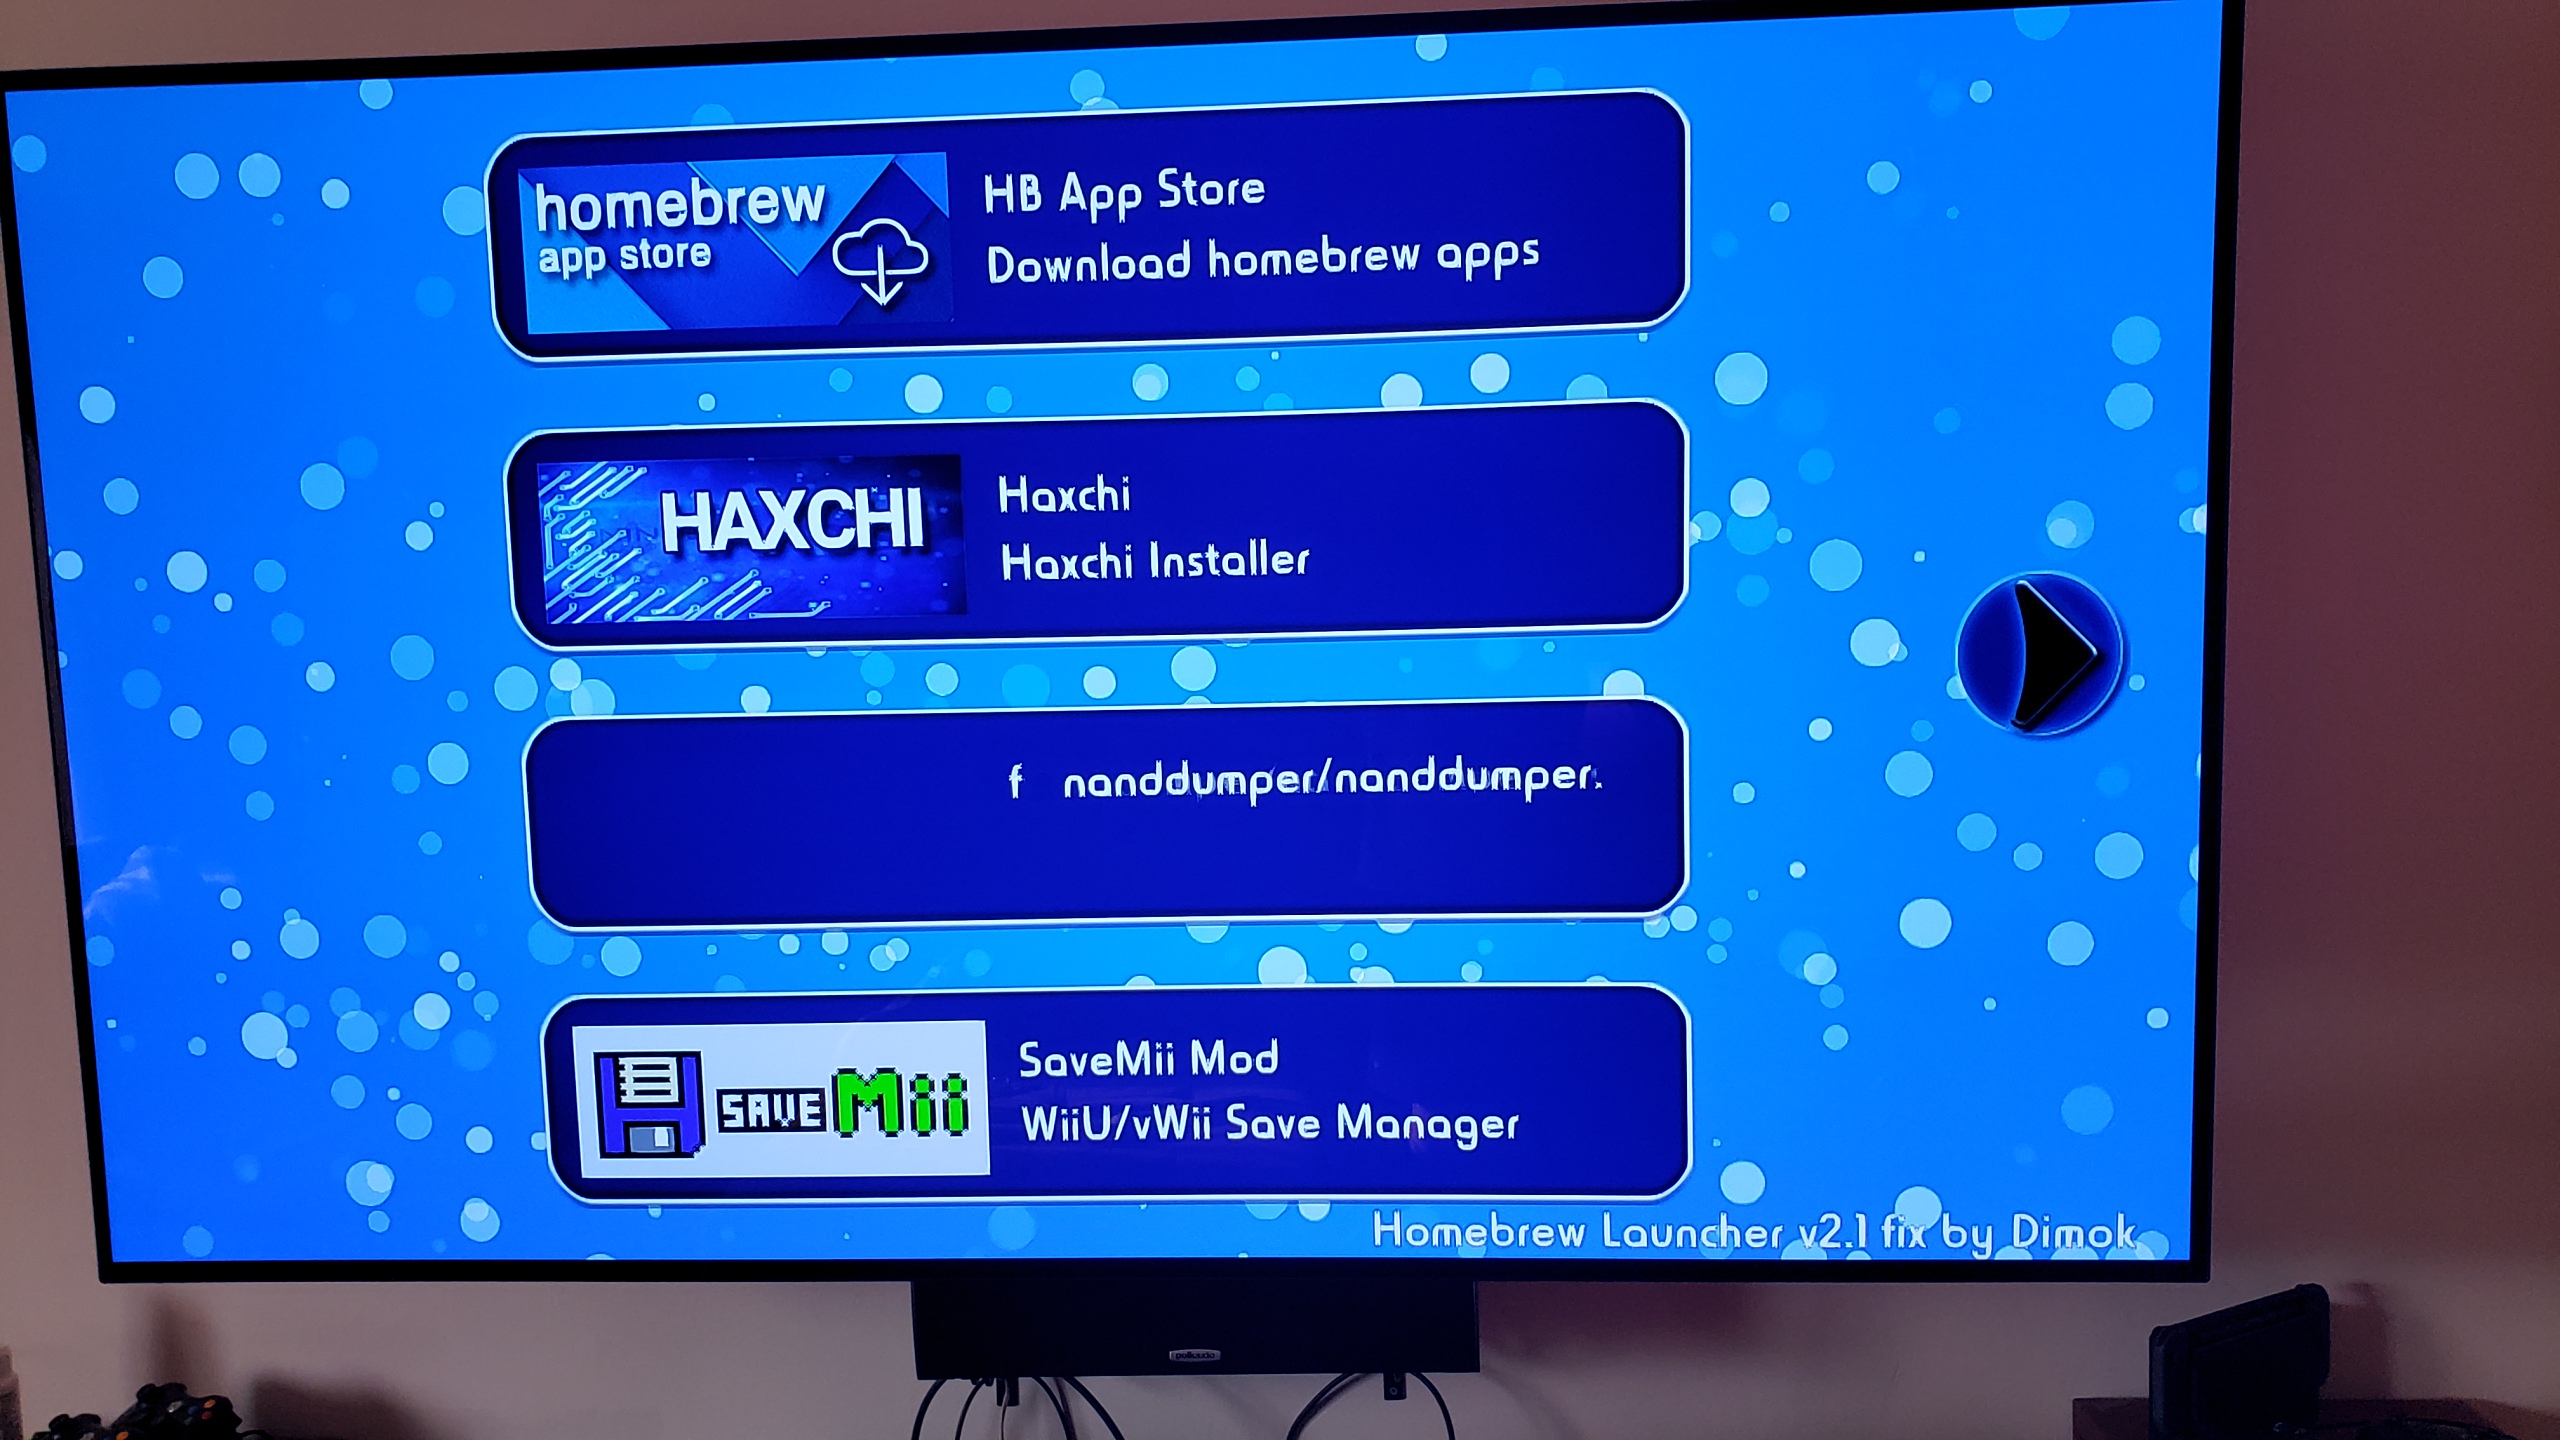 homebrew
app store
HB App Store
Download homebrew apps
HAXCHI
Haxchi
Haxchi Installer
f nanddumper/nanddumper.
SAVE Mii
SaveMii Mod
WiiU/vWii Save Manager
Homebrew Launcher v2.1 fix by Dimok
polkaudio